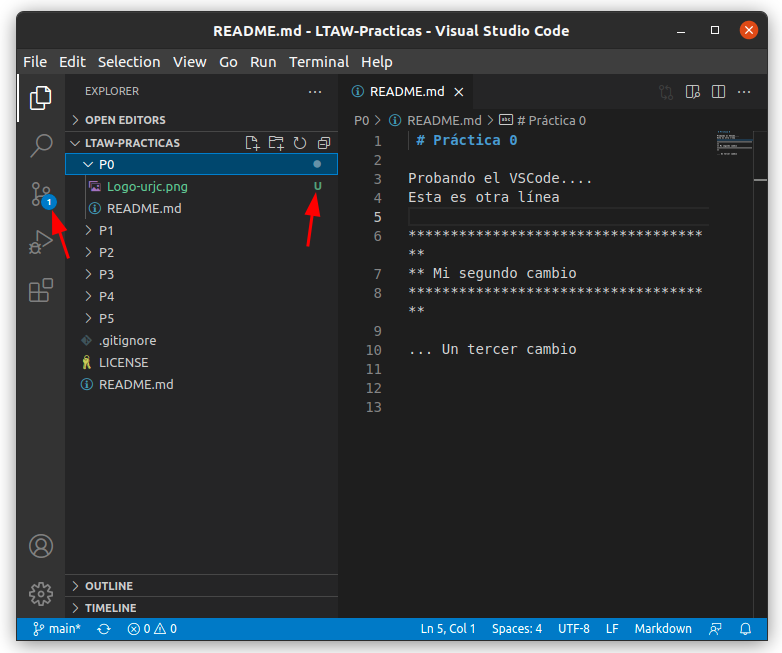 README.md - LTAW-Practicas - Visual Studio Code
File Edit Selection View Go Run Terminal Help
EXPLORER
OPEN EDITORS
LTAW-PRACTICAS
P0
Logo-urjc.png U
README.md
P1
P2
P3
P4
P5
.gitignore
LICENSE
README.md
OUTLINE
TIMELINE
1
README.md
P0 > README.md > abc # Práctica 0
1 # Práctica 0
2
3 Probando el VSCode....
4 Esta es otra línea
5
6 ***********************************
**
7 ** Mi segundo cambio
8 ***********************************
**
9
10 ... Un tercer cambio
11
12
13
main* 0 0 Ln 5, Col 1 Spaces: 4 UTF-8 LF Markdown